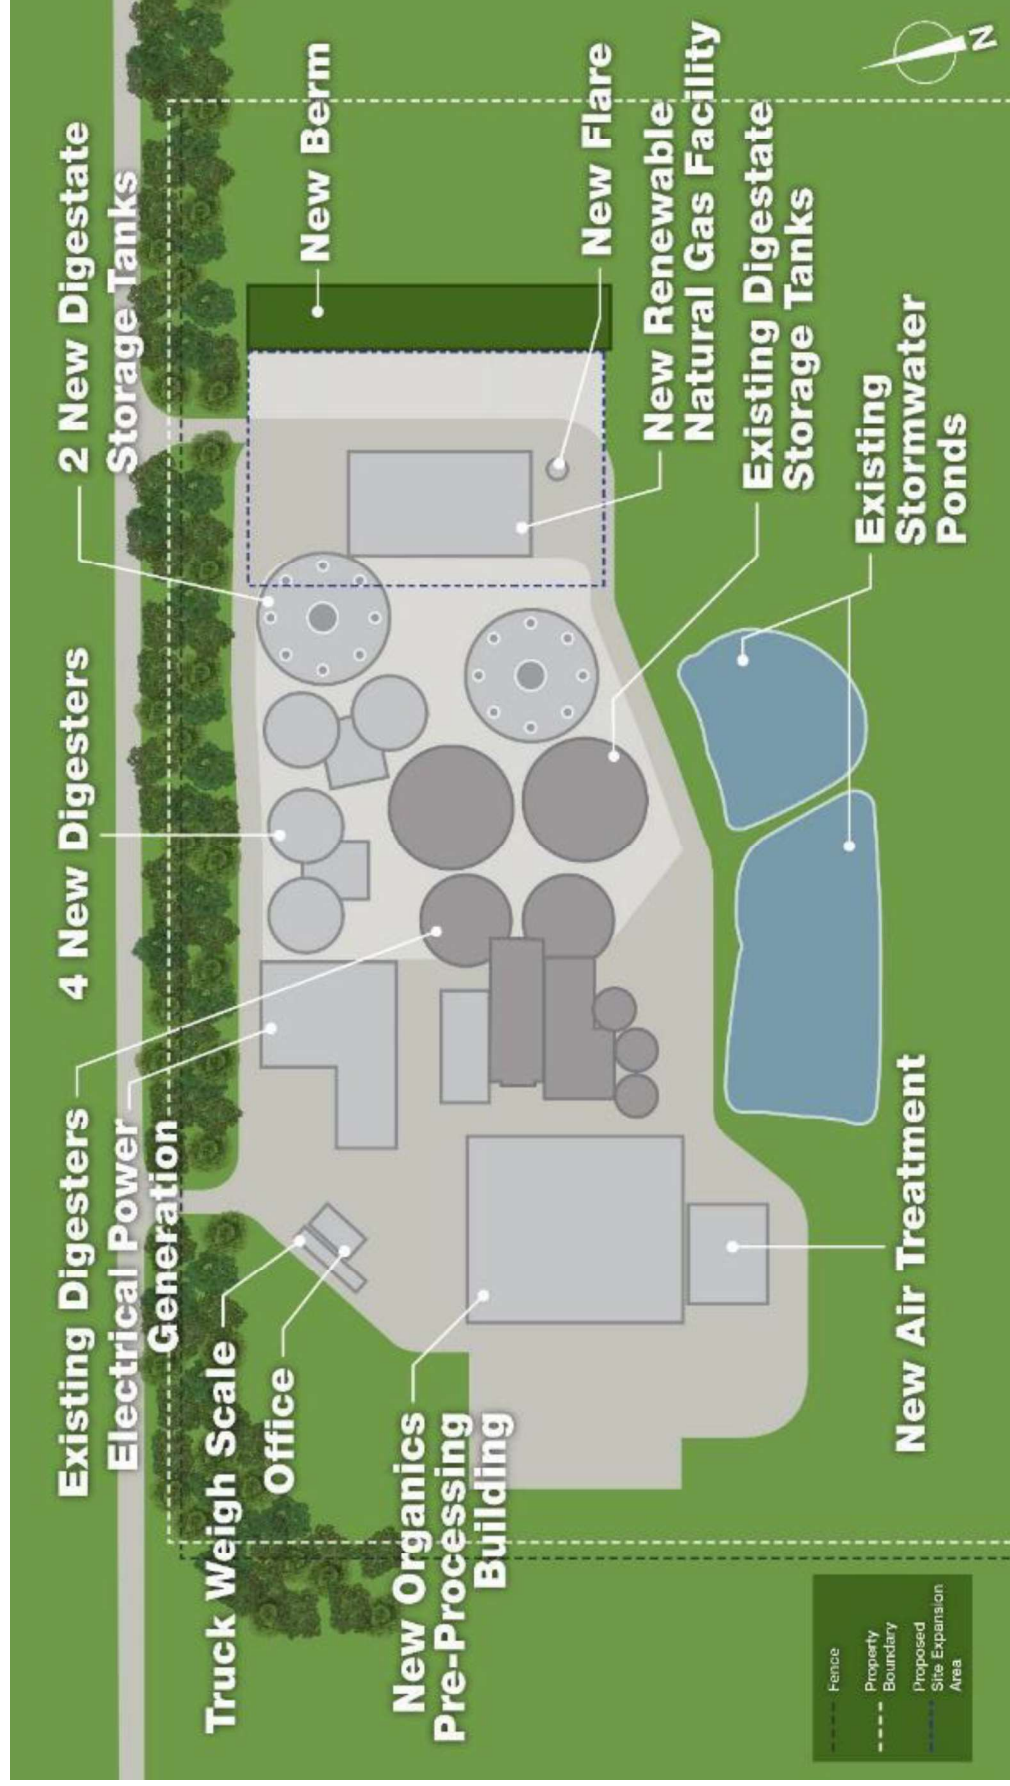 Existing Digesters
Electrical Power
Generation
4 New Digesters
2 New Digestate
Storage Tanks
Truck Weigh Scale
Office
New Berm
New Organics
Pre-Processing
Building
New Flare
New Renewable
Natural Gas Facility
Existing Digestate
Storage Tanks
Existing
Stormwater
Ponds
New Air Treatment
N
Fence
Property
Boundary
Proposed
Site Expansion
Area